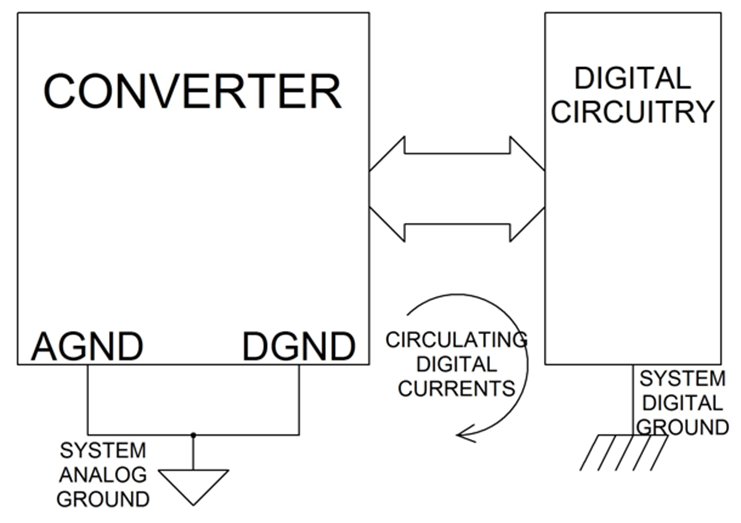 CONVERTER
DIGITAL
CIRCUITRY
AGND
DGND
CIRCULATING
DIGITAL
CURRENTS
SYSTEM
DIGITAL
GROUND
SYSTEM
ANALOG
GROUND